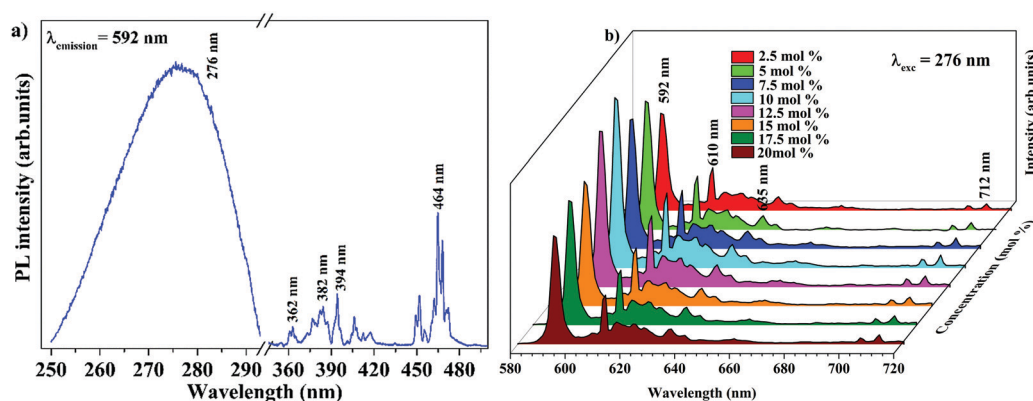 a)
λemission = 592 nm
276 nm
362 nm
382 nm
394 nm
464 nm
PL intensity (arb.units)
250 260 270 280 290 360 390 420 450 480
Wavelength (nm)
b)
2.5 mol %
5 mol %
7.5 mol %
10 mol %
12.5 mol %
15 mol %
17.5 mol %
20mol %
λexc = 276 nm
592 nm
610 nm
635 nm
712 nm
Intensity (arb.units)
Concentration (mol %)
580 600 620 640 660 680 700 720
Wavelength (nm)